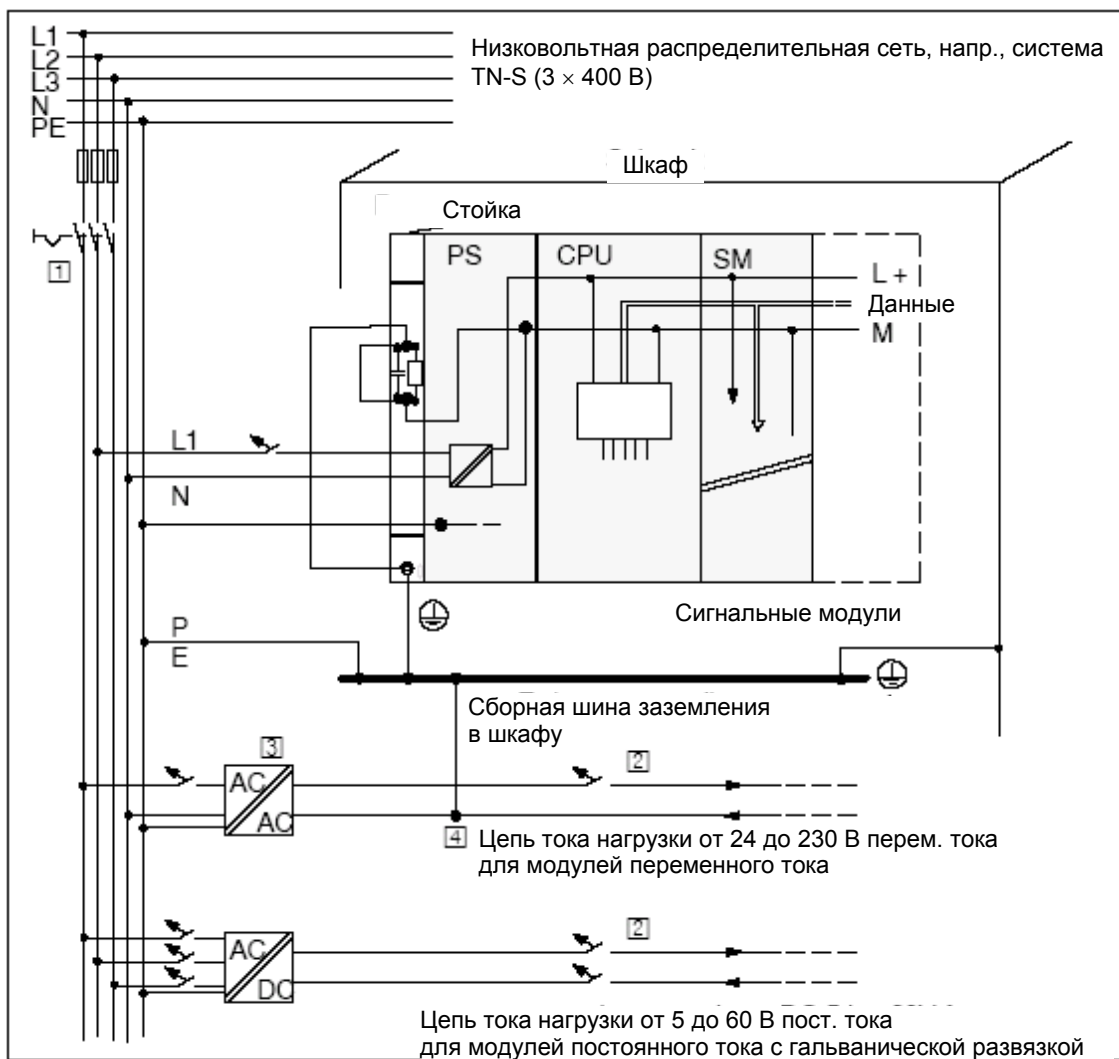 L1
L2
L3
N
PE
Низковольтная распределительная сеть, напр., система
TN-S (3 × 400 В)
Шкаф
Стойка
PS
CPU
SM
L +
Данные
M
1
L1
N
Сигнальные модули
P
E
Сборная шина заземления
в шкафу
3
2
AC
AC
4
Цепь тока нагрузки от 24 до 230 В перем. тока
для модулей переменного тока
2
AC
DC
Цепь тока нагрузки от 5 до 60 В пост. тока
для модулей постоянного тока с гальванической развязкой